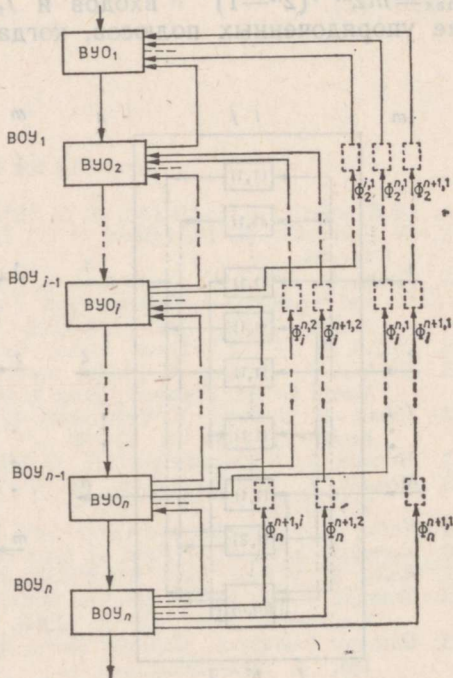 ВУО₁
ВОУ₁
ВУО₂
Φ₂ⁱ,¹ Φ₂ⁿ,¹ Φ₂ⁿ⁺¹,¹
ВОУᵢ₋₁
ВУОᵢ
Φᵢⁿ,² Φᵢⁿ⁺¹,² Φᵢⁿ,¹ Φᵢⁿ⁺¹,¹
ВОУₙ₋₁
ВУОₙ
Φₙⁿ⁺¹,ⁱ Φₙⁿ⁺¹,² Φₙⁿ⁺¹,¹
ВОУₙ